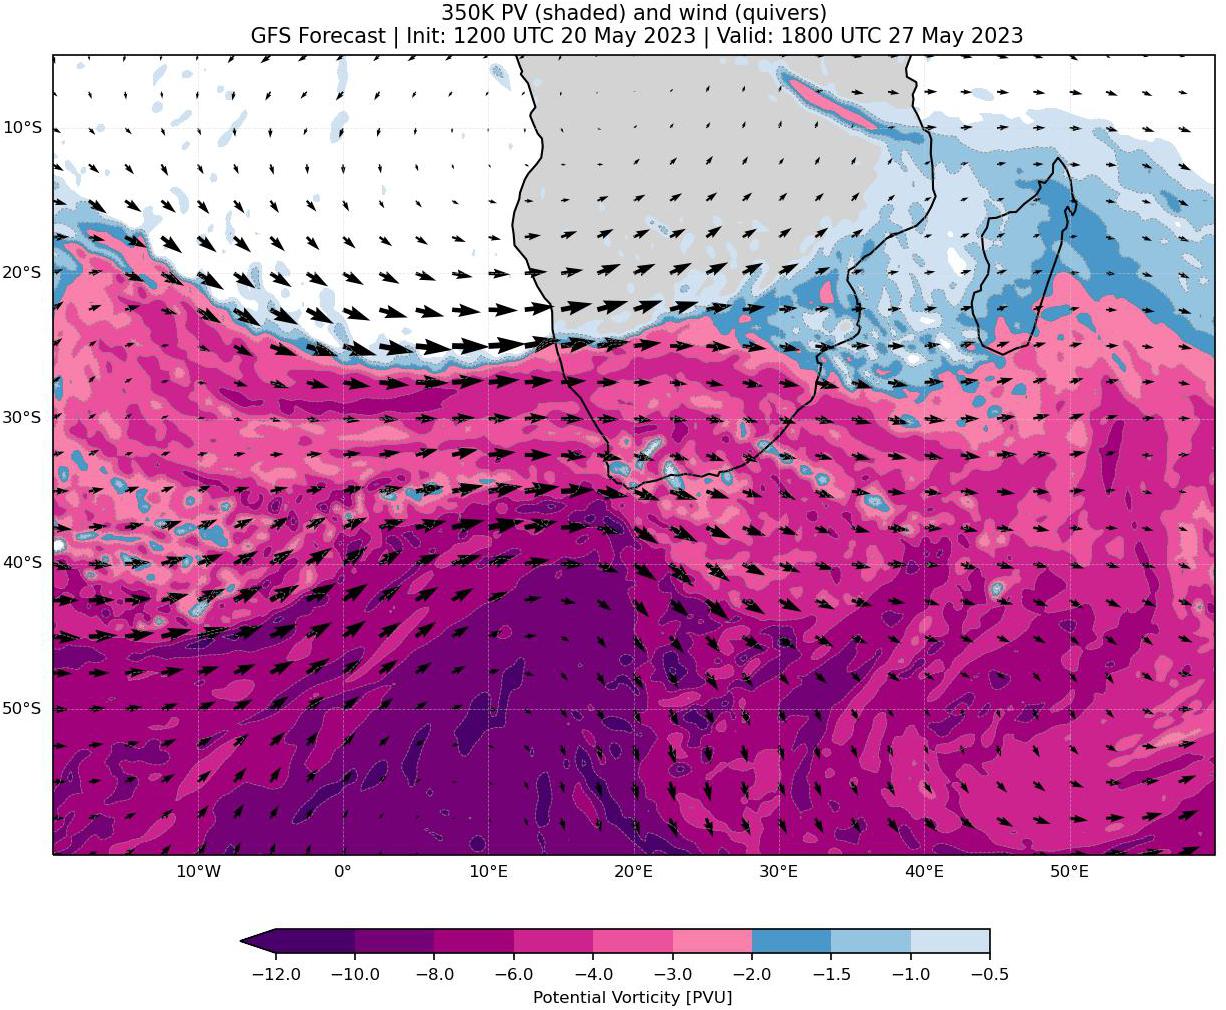 350K PV (shaded) and wind (quivers)
GFS Forecast | Init: 1200 UTC 20 May 2023 | Valid: 1800 UTC 27 May 2023
10°S
20°S
30°S
40°S
50°S
10°W 0° 10°E 20°E 30°E 40°E 50°E
−12.0 −10.0 −8.0 −6.0 −4.0 −3.0 −2.0 −1.5 −1.0 −0.5
Potential Vorticity [PVU]